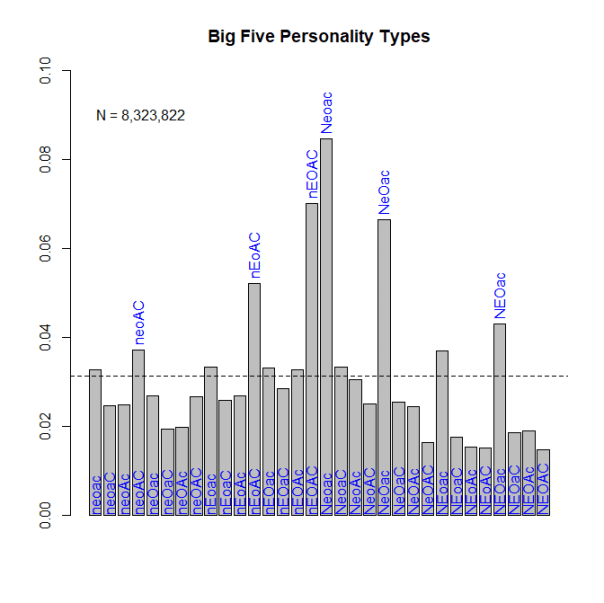 Big Five Personality Types
N = 8,323,822
0.10
0.08
0.06
0.04
0.02
0.00
neoAC
nEoAC
nEOAC
Neoac
NeOac
NEOac
neoac
neoaC
neoAc
neoAC
neOac
neOaC
neOAc
neOAC
nEoac
nEoaC
nEoAc
nEoAC
nEOac
nEOaC
nEOAc
nEOAC
Neoac
NeoaC
NeoAc
NeoAC
NeOac
NeOaC
NeOAc
NeOAC
NEoac
NEoaC
NEoAc
NEoAC
NEOac
NEOaC
NEOAc
NEOAC